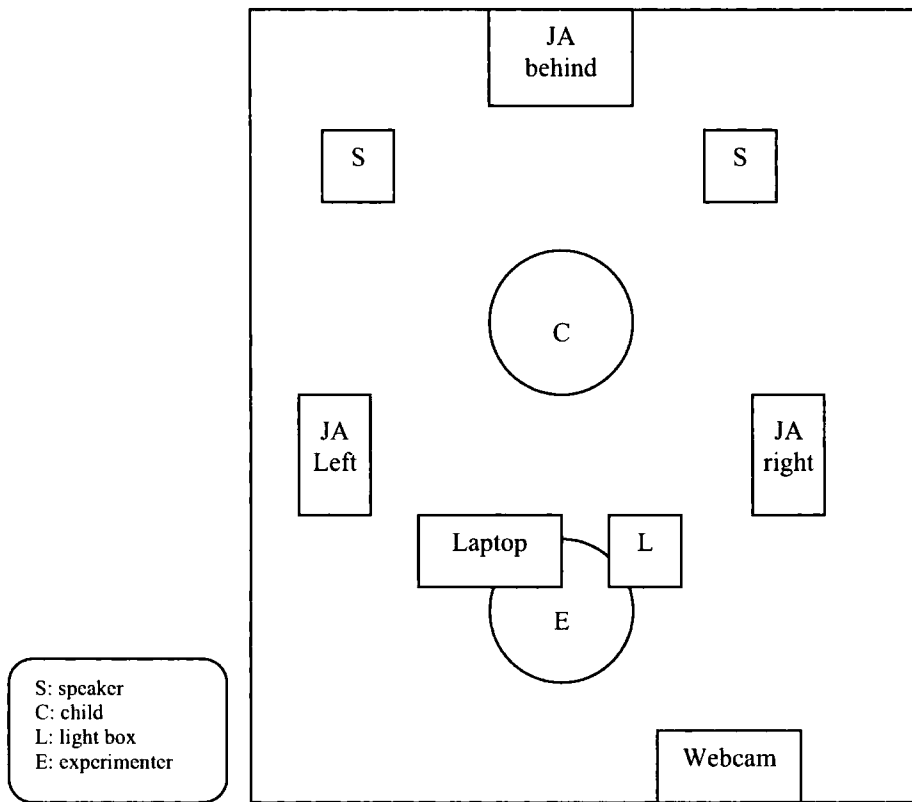 JA
behind
S
S
C
JA
Left
JA
right
Laptop
L
E
S: speaker
C: child
L: light box
E: experimenter
Webcam